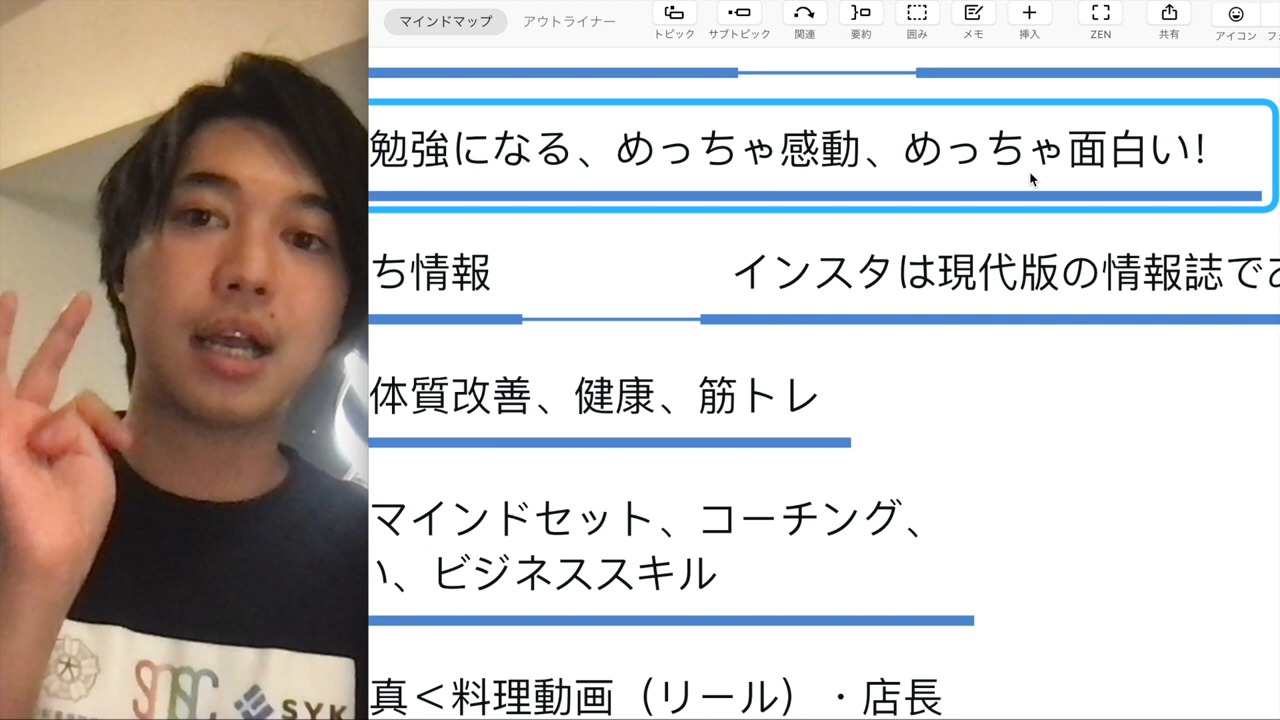 マインドマップ
アウトライナー
トピック
サブトピック
関連
要約
囲み
メモ
挿入
ZEN
共有
アイコン
勉強になる、めっちゃ感動、めっちゃ面白い!
ち情報
インスタは現代版の情報誌で
体質改善、健康、筋トレ
マインドセット、コーチング、
い、ビジネススキル
真<料理動画（リール）・店長
SYK